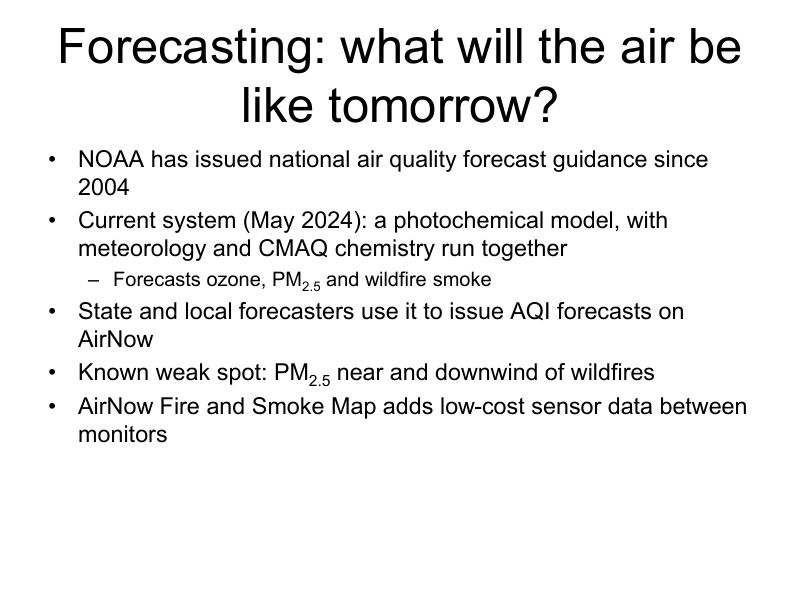 Forecasting: what will the air be
like tomorrow?
• NOAA has issued national air quality forecast guidance since
2004
• Current system (May 2024): a photochemical model, with
meteorology and CMAQ chemistry run together
– Forecasts ozone, PM2.5 and wildfire smoke
• State and local forecasters use it to issue AQI forecasts on
AirNow
• Known weak spot: PM2.5 near and downwind of wildfires
• AirNow Fire and Smoke Map adds low-cost sensor data between
monitors